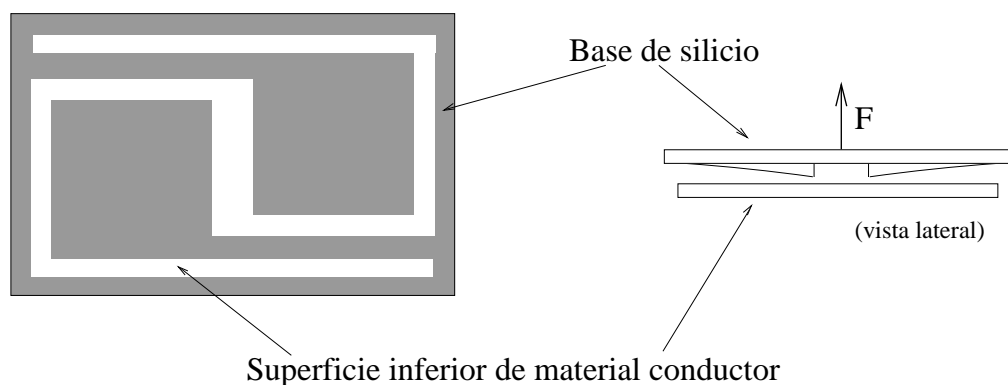 Base de silicio
F
(vista lateral)
Superficie inferior de material conductor